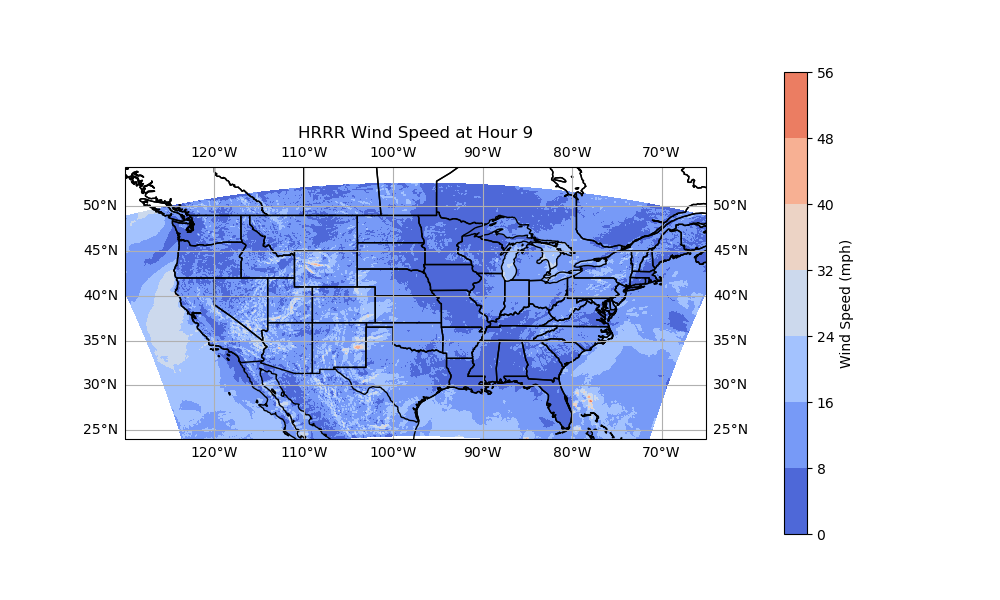 HRRR Wind Speed at Hour 9
120°W 110°W 100°W 90°W 80°W 70°W
50°N 50°N
45°N 45°N
40°N 40°N
35°N 35°N
30°N 30°N
25°N 25°N
120°W 110°W 100°W 90°W 80°W 70°W
56
48
40
32
24
16
8
0
Wind Speed (mph)